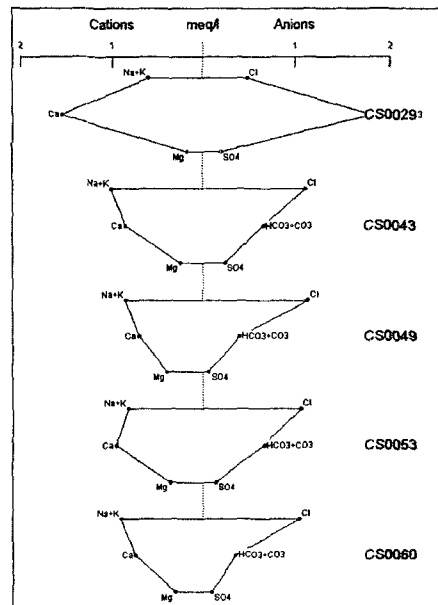 Cations meq/l Anions
2 1 1 2
Na+K Cl
Ca CS0029 3
Mg SO4
Na+K Cl
Ca HCO3+CO3 CS0043
Mg SO4
Na+K Cl
Ca HCO3+CO3 CS0049
Mg SO4
Na+K Cl
Ca HCO3+CO3 CS0053
Mg SO4
Na+K Cl
Ca HCO3+CO3 CS0060
Mg SO4